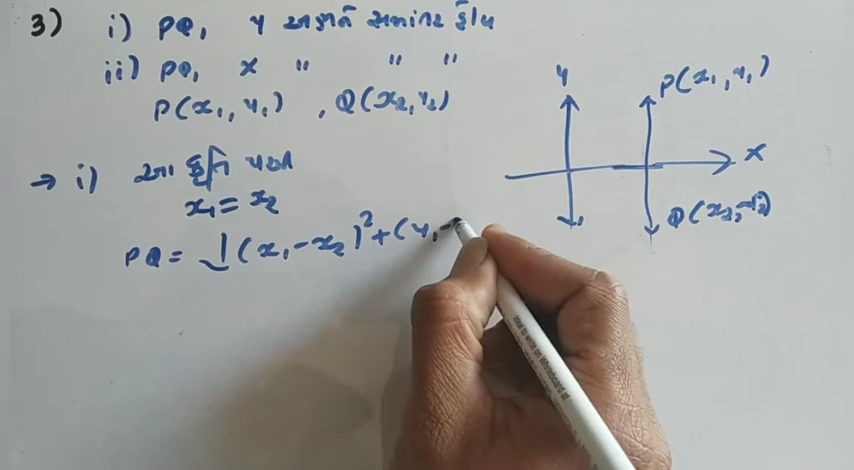 3) i) PQ, y અક્ષને સમાંતર હોય
ii) PQ, x " " "
P(x₁, y₁) , Q(x₂, y₂)
y
P(x₁, y₁)
x
Q(x₂, -y₂)
→ i)
x₁ = x₂
PQ = √(x₁ - x₂)² + (y₁ -